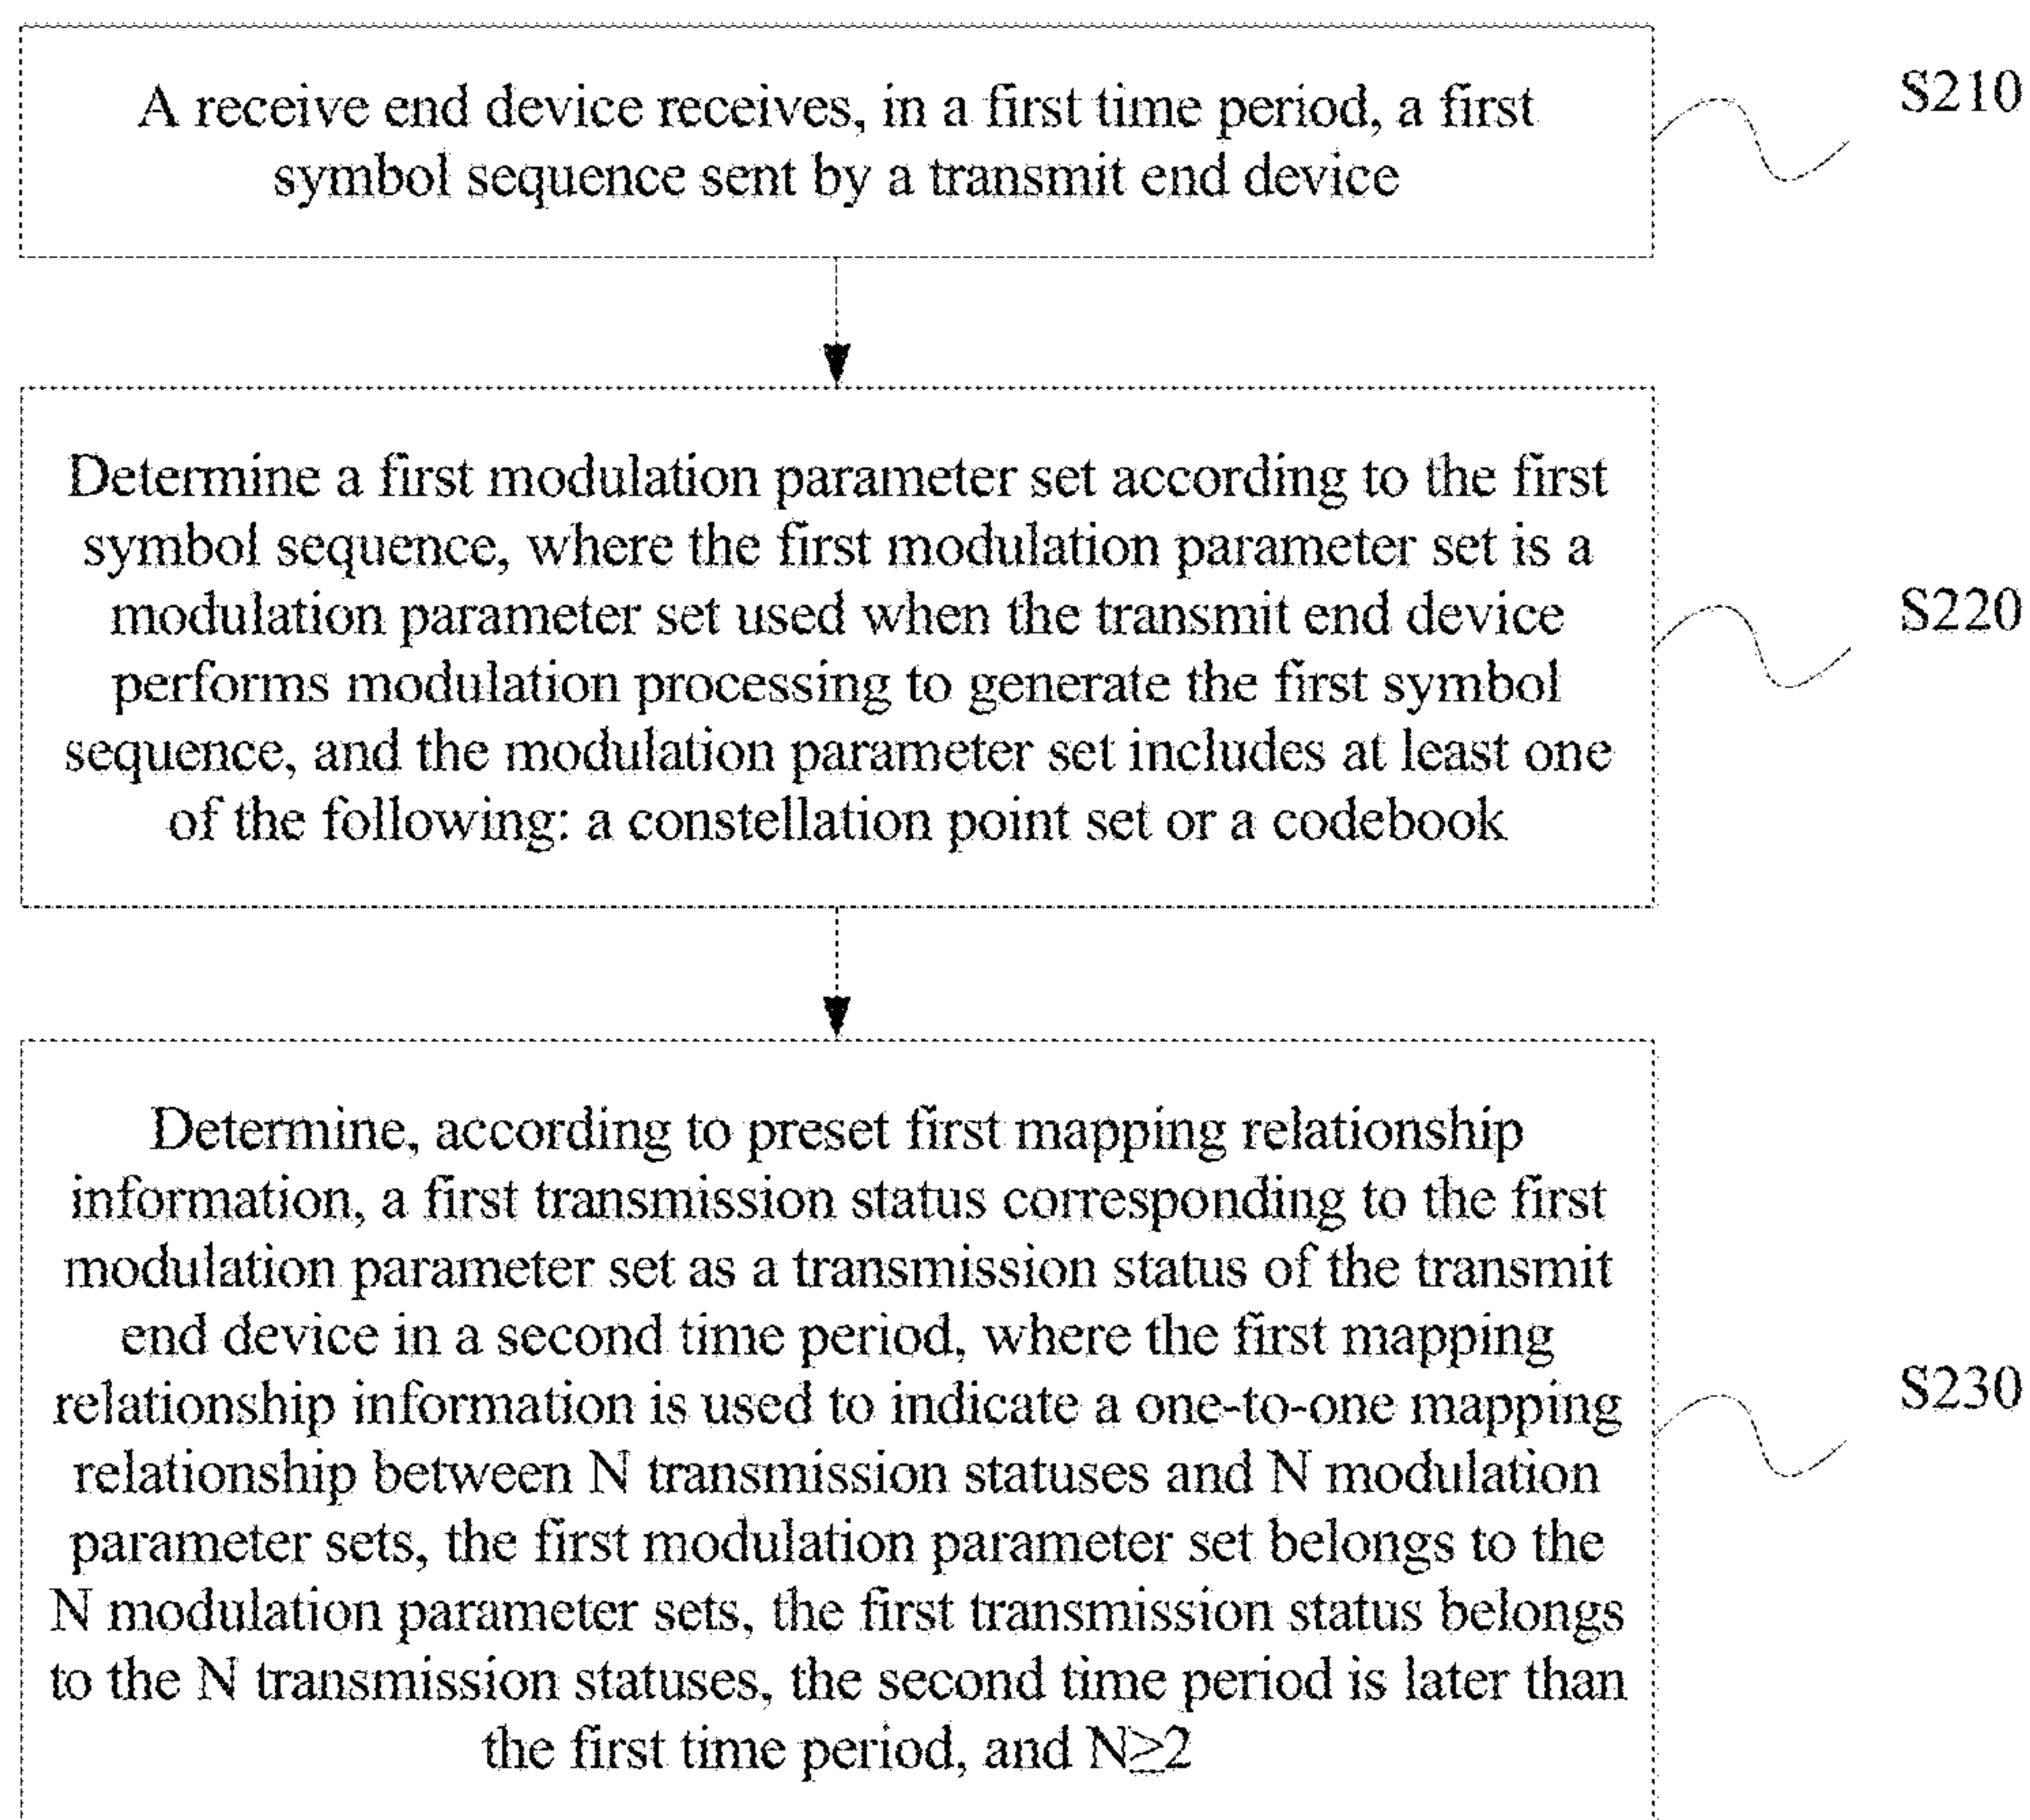 A receive end device receives, in a first time period, a first
symbol sequence sent by a transmit end device
S210
Determine a first modulation parameter set according to the first
symbol sequence, where the first modulation parameter set is a
modulation parameter set used when the transmit end device
performs modulation processing to generate the first symbol
sequence, and the modulation parameter set includes at least one
of the following: a constellation point set or a codebook
S220
Determine, according to preset first mapping relationship
information, a first transmission status corresponding to the first
modulation parameter set as a transmission status of the transmit
end device in a second time period, where the first mapping
relationship information is used to indicate a one-to-one mapping
relationship between N transmission statuses and N modulation
parameter sets, the first modulation parameter set belongs to the
N modulation parameter sets, the first transmission status belongs
to the N transmission statuses, the second time period is later than
the first time period, and N≥2
S230